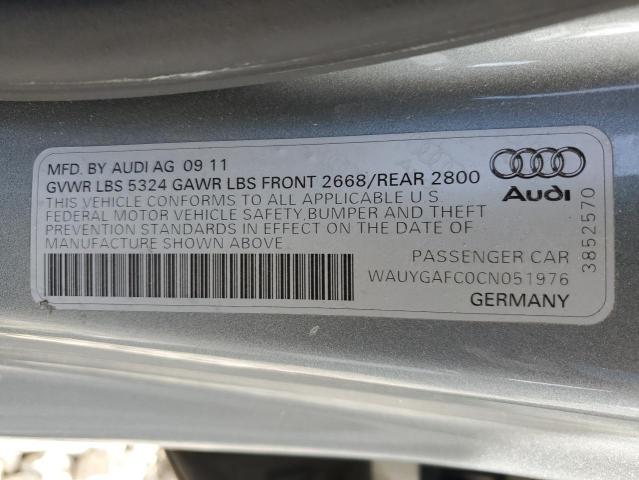 MFD. BY AUDI AG 09 11
GVWR LBS 5324 GAWR LBS FRONT 2668/REAR 2800
THIS VEHICLE CONFORMS TO ALL APPLICABLE U S
FEDERAL MOTOR VEHICLE SAFETY,BUMPER AND THEFT
PREVENTION STANDARDS IN EFFECT ON THE DATE OF
MANUFACTURE SHOWN ABOVE
Audi
PASSENGER CAR
WAUYGAFC0CN051976
GERMANY
3852570